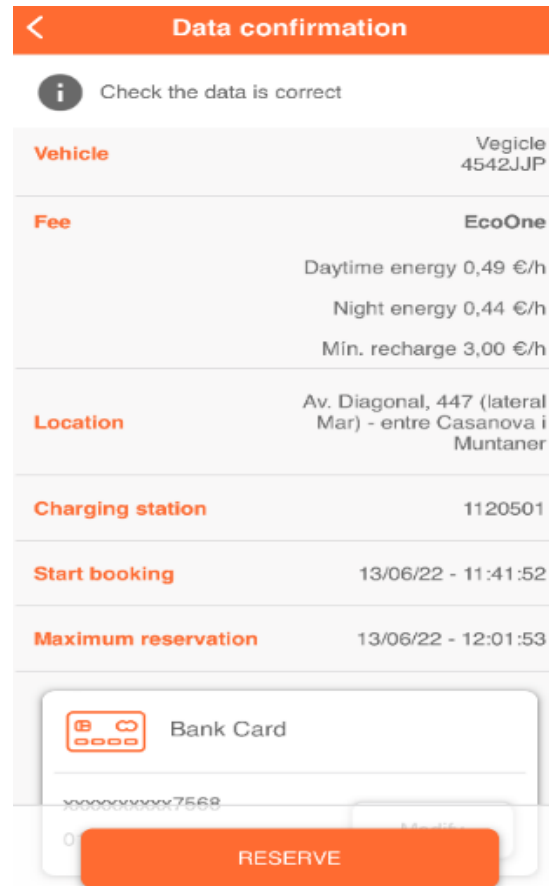 Data confirmation
Check the data is correct
Vehicle
Vegicle
4542JJP
Fee
EcoOne
Daytime energy 0,49 €/h
Night energy 0,44 €/h
Mín. recharge 3,00 €/h
Location
Av. Diagonal, 447 (lateral
Mar) - entre Casanova i
Muntaner
Charging station
1120501
Start booking
13/06/22 - 11:41:52
Maximum reservation
13/06/22 - 12:01:53
Bank Card
xxxxxxxxxxxx7568
Modify
RESERVE